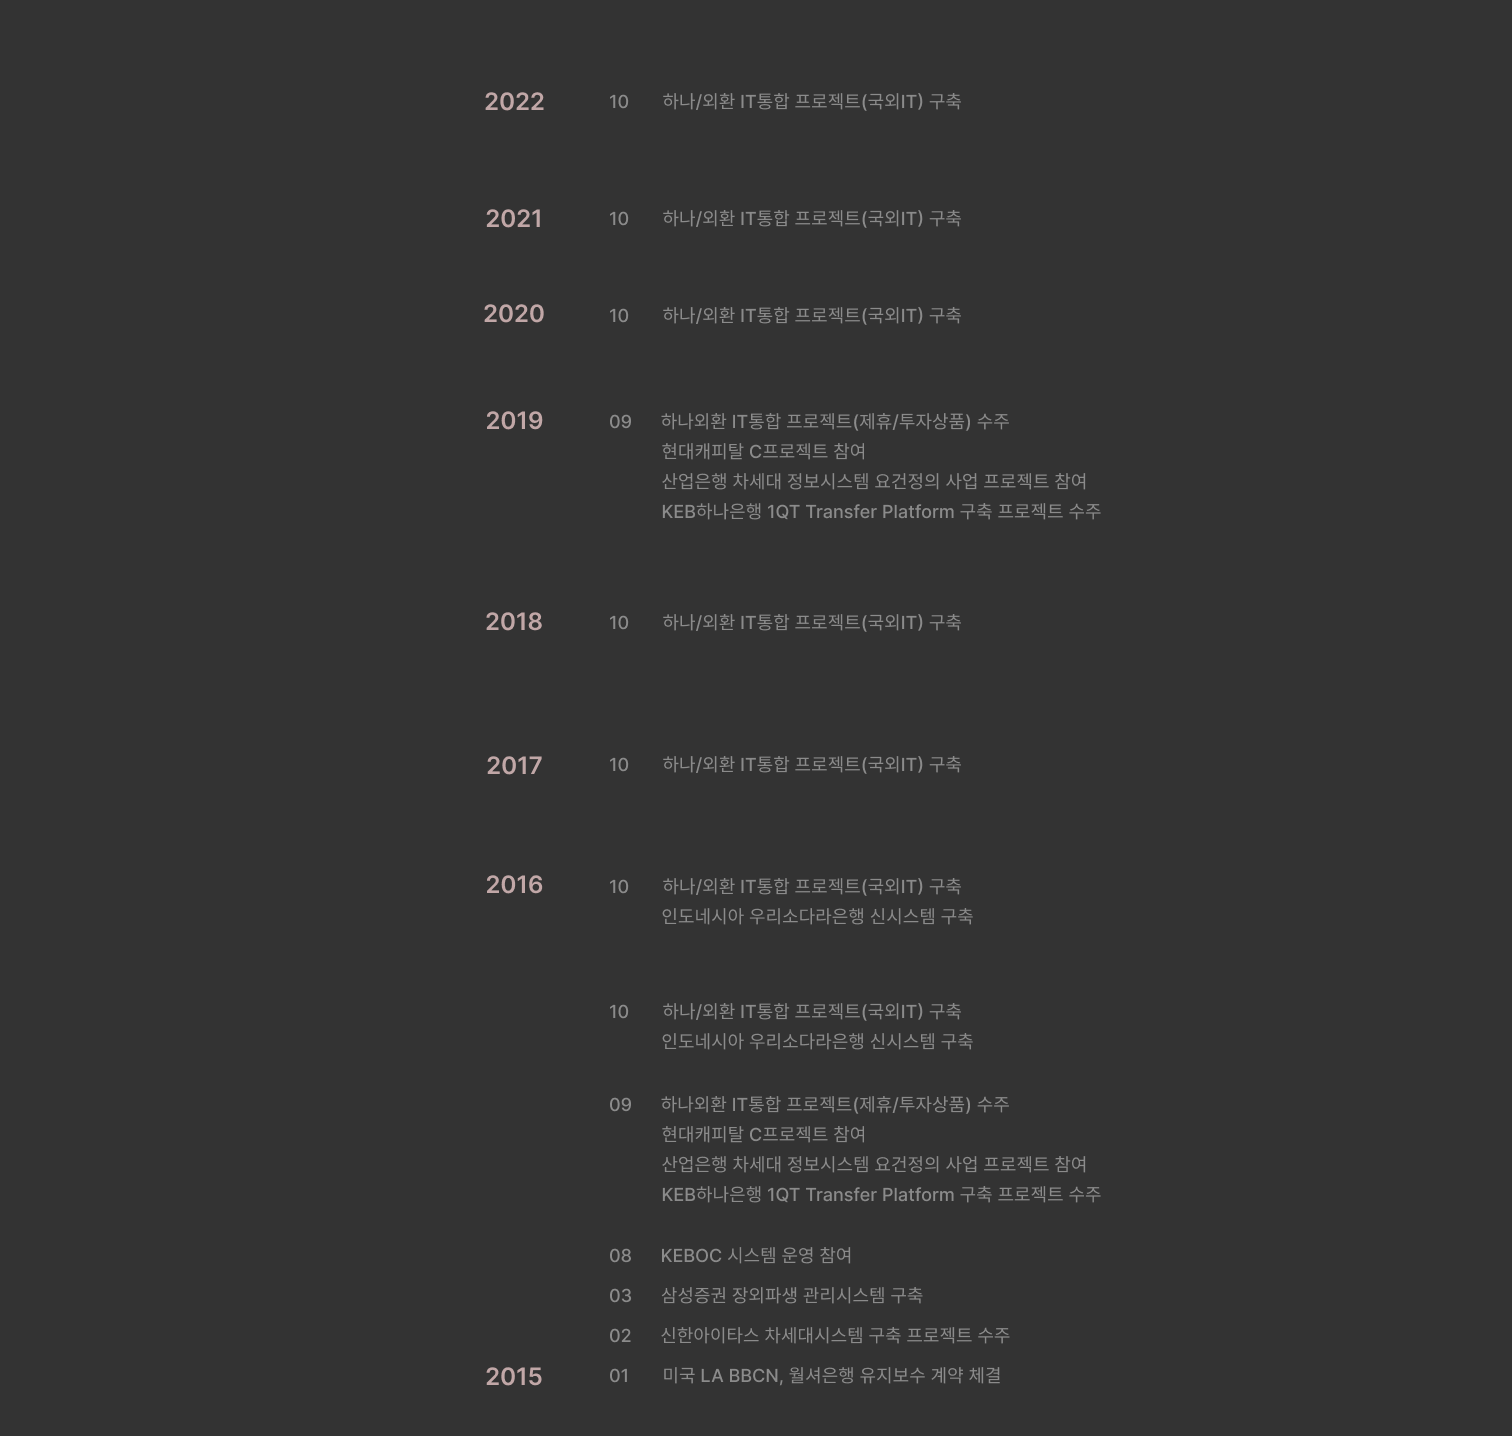 2022 10 하나/외환 IT통합 프로젝트(국외IT) 구축
2021 10 하나/외환 IT통합 프로젝트(국외IT) 구축
2020 10 하나/외환 IT통합 프로젝트(국외IT) 구축
2019 09 하나외환 IT통합 프로젝트(제휴/투자상품) 수주
현대캐피탈 C프로젝트 참여
산업은행 차세대 정보시스템 요건정의 사업 프로젝트 참여
KEB하나은행 1QT Transfer Platform 구축 프로젝트 수주
2018 10 하나/외환 IT통합 프로젝트(국외IT) 구축
2017 10 하나/외환 IT통합 프로젝트(국외IT) 구축
2016 10 하나/외환 IT통합 프로젝트(국외IT) 구축
인도네시아 우리소다라은행 신시스템 구축
10 하나/외환 IT통합 프로젝트(국외IT) 구축
인도네시아 우리소다라은행 신시스템 구축
09 하나외환 IT통합 프로젝트(제휴/투자상품) 수주
현대캐피탈 C프로젝트 참여
산업은행 차세대 정보시스템 요건정의 사업 프로젝트 참여
KEB하나은행 1QT Transfer Platform 구축 프로젝트 수주
08 KEBOC 시스템 운영 참여
03 삼성증권 장외파생 관리시스템 구축
02 신한아이타스 차세대시스템 구축 프로젝트 수주
2015 01 미국 LA BBCN, 월셔은행 유지보수 계약 체결